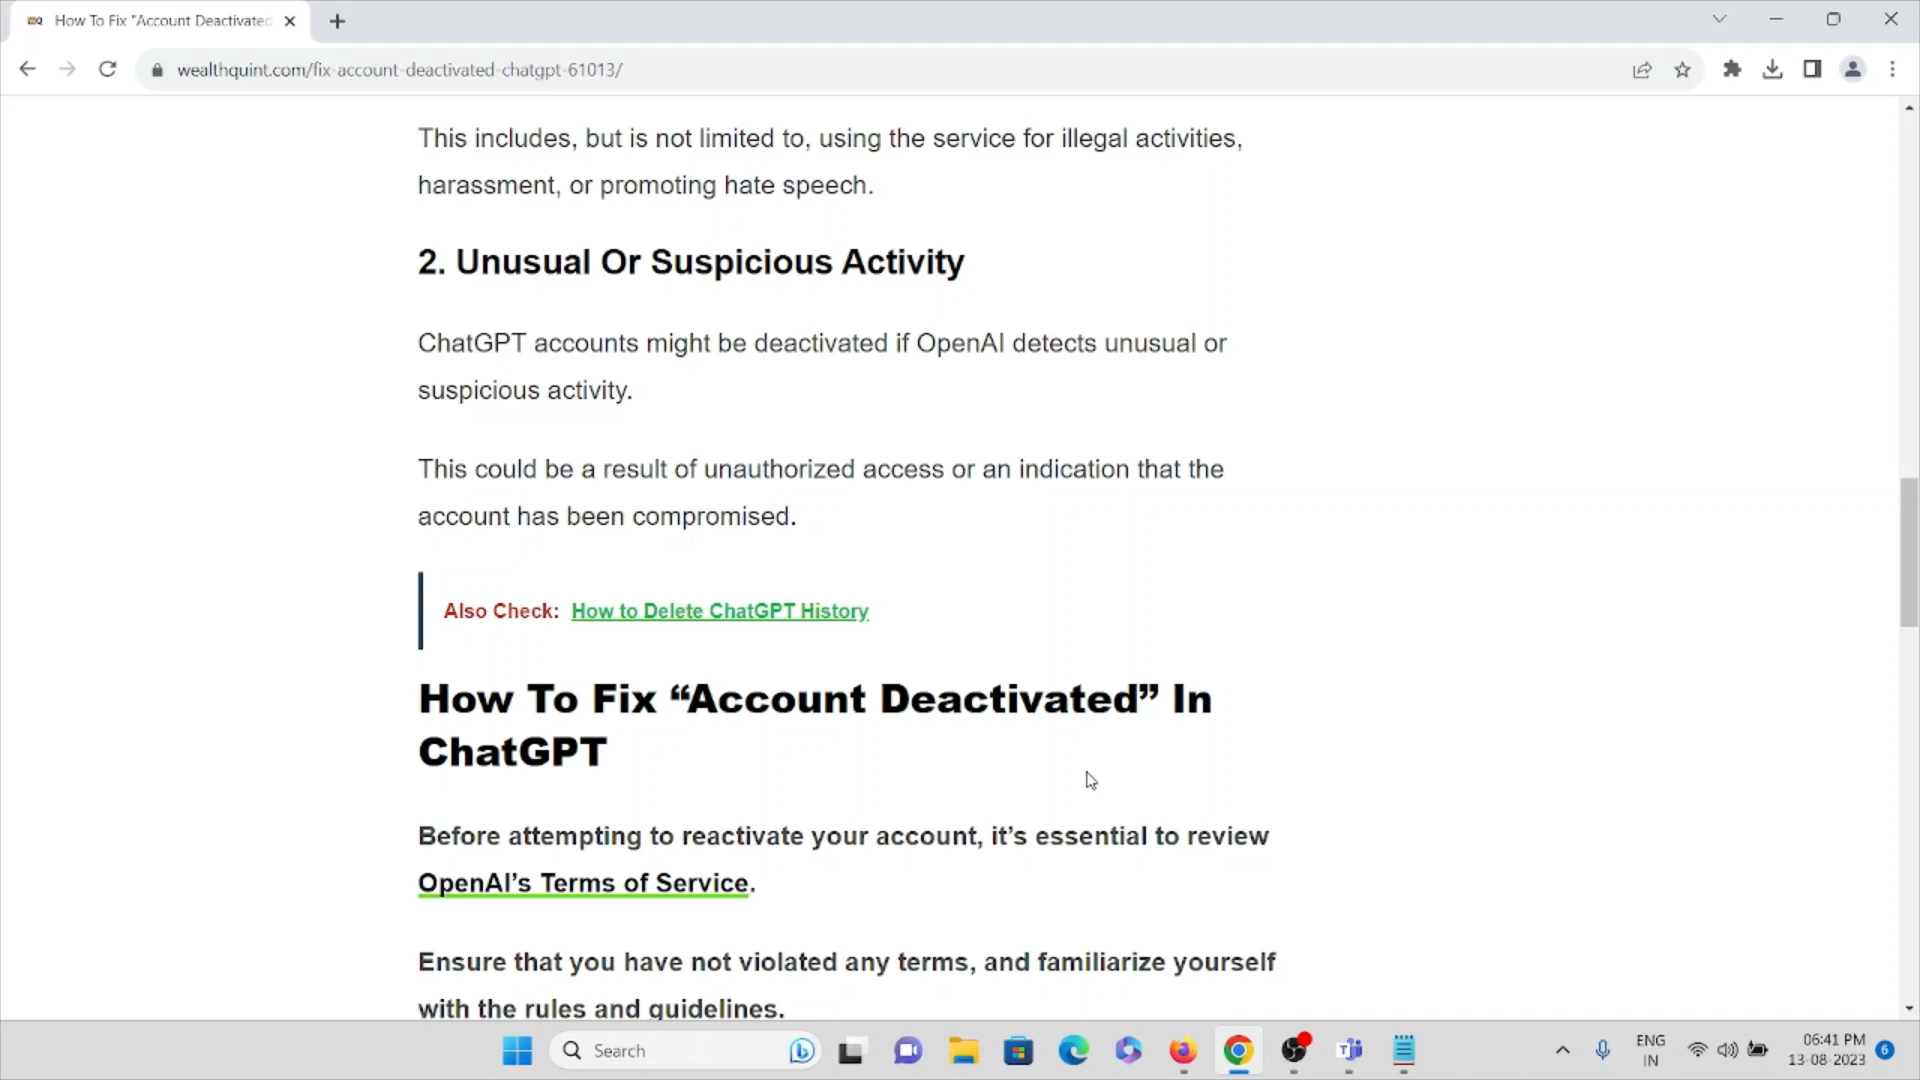 How To Fix "Account Deactivated
wealthquint.com/fix-account-deactivated-chatgpt-61013/
This includes, but is not limited to, using the service for illegal activities,
harassment, or promoting hate speech.
2. Unusual Or Suspicious Activity
ChatGPT accounts might be deactivated if OpenAI detects unusual or
suspicious activity.
This could be a result of unauthorized access or an indication that the
account has been compromised.
Also Check: How to Delete ChatGPT History
How To Fix “Account Deactivated” In
ChatGPT
Before attempting to reactivate your account, it’s essential to review
OpenAI’s Terms of Service.
Ensure that you have not violated any terms, and familiarize yourself
with the rules and guidelines.
Search
ENG
IN
06:41 PM
13-08-2023
6